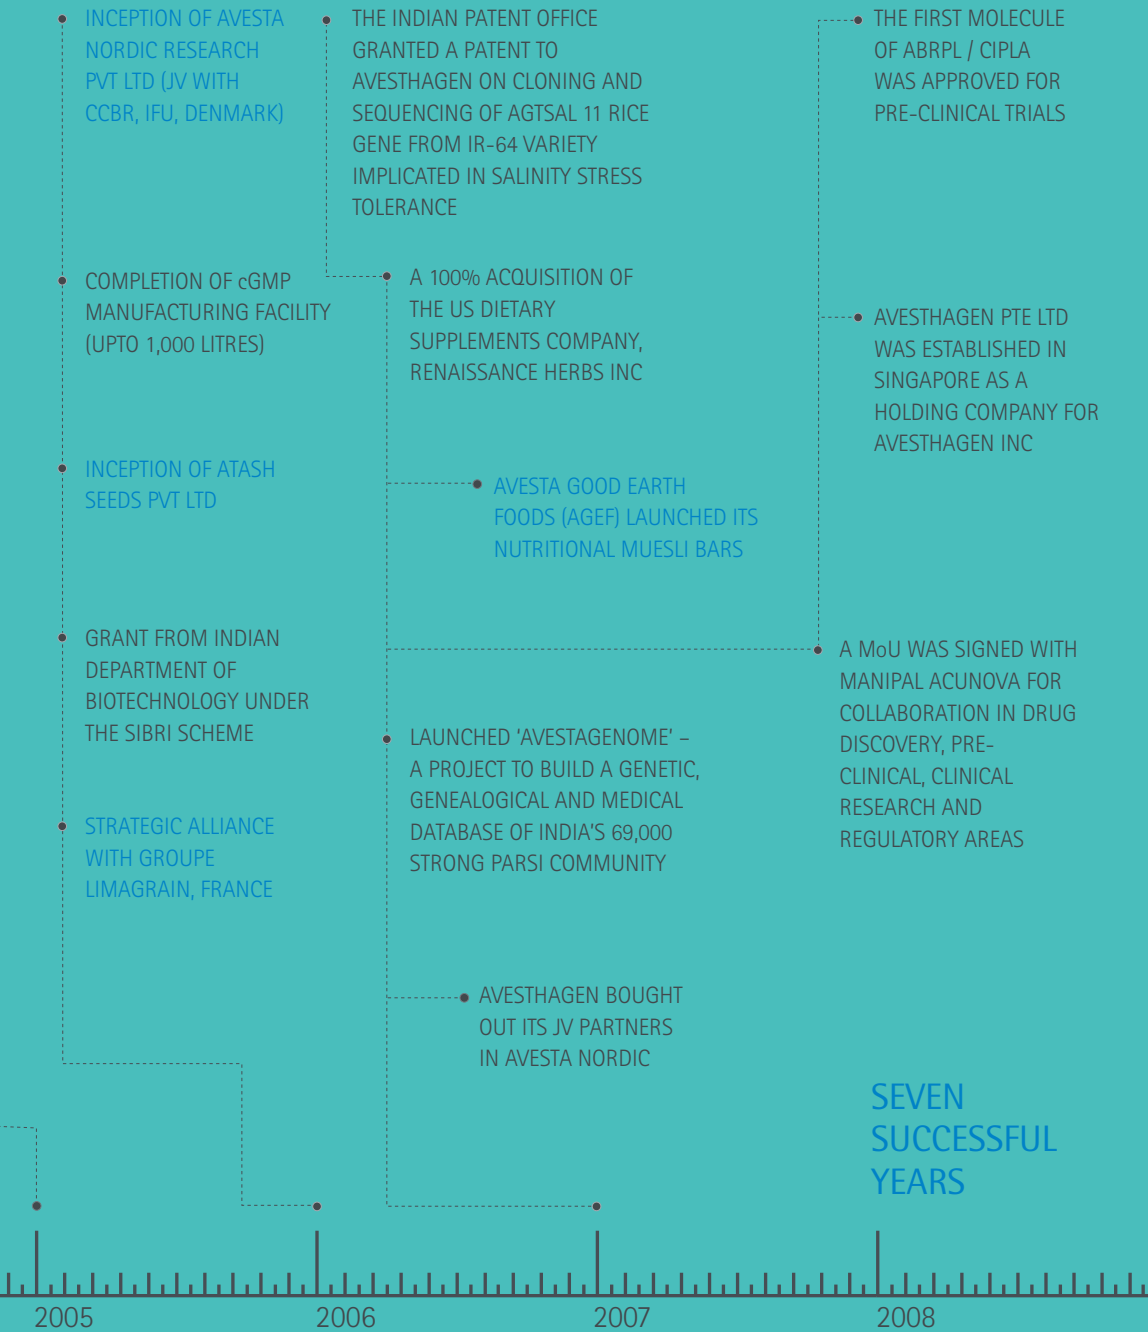 INCEPTION OF AVESTA
NORDIC RESEARCH
PVT LTD (JV WITH
CCBR, IFU, DENMARK)
COMPLETION OF cGMP
MANUFACTURING FACILITY
(UPTO 1,000 LITRES)
INCEPTION OF ATASH
SEEDS PVT LTD
GRANT FROM INDIAN
DEPARTMENT OF
BIOTECHNOLOGY UNDER
THE SIBRI SCHEME
STRATEGIC ALLIANCE
WITH GROUPE
LIMAGRAIN, FRANCE
THE INDIAN PATENT OFFICE
GRANTED A PATENT TO
AVESTHAGEN ON CLONING AND
SEQUENCING OF AGTSAL 11 RICE
GENE FROM IR-64 VARIETY
IMPLICATED IN SALINITY STRESS
TOLERANCE
A 100% ACQUISITION OF
THE US DIETARY
SUPPLEMENTS COMPANY,
RENAISSANCE HERBS INC
AVESTA GOOD EARTH
FOODS (AGEF) LAUNCHED ITS
NUTRITIONAL MUESLI BARS
LAUNCHED 'AVESTAGENOME' –
A PROJECT TO BUILD A GENETIC,
GENEALOGICAL AND MEDICAL
DATABASE OF INDIA'S 69,000
STRONG PARSI COMMUNITY
AVESTHAGEN BOUGHT
OUT ITS JV PARTNERS
IN AVESTA NORDIC
THE FIRST MOLECULE
OF ABRPL / CIPLA
WAS APPROVED FOR
PRE-CLINICAL TRIALS
AVESTHAGEN PTE LTD
WAS ESTABLISHED IN
SINGAPORE AS A
HOLDING COMPANY FOR
AVESTHAGEN INC
A MoU WAS SIGNED WITH
MANIPAL ACUNOVA FOR
COLLABORATION IN DRUG
DISCOVERY, PRE-
CLINICAL, CLINICAL
RESEARCH AND
REGULATORY AREAS
SEVEN
SUCCESSFUL
YEARS
2005
2006
2007
2008